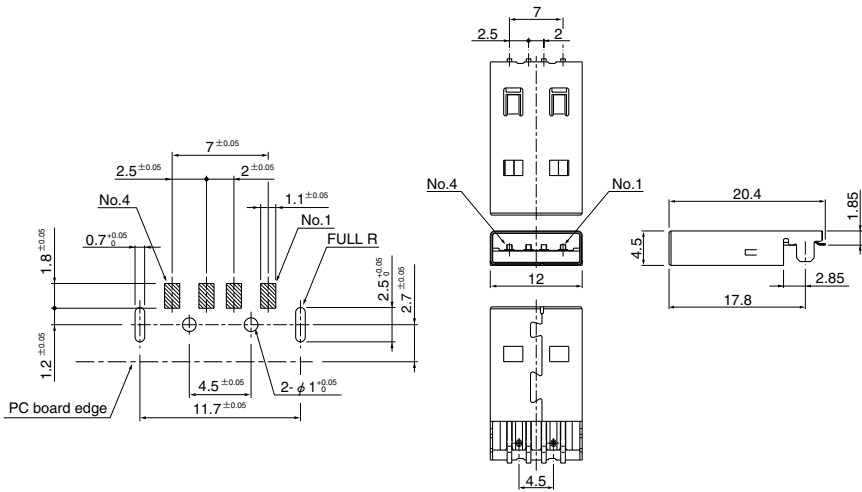 7
2.5
2
7 ±0.05
2.5 ±0.05
2 ±0.05
No.4
1.1 ±0.05
No.1
0.7 +0.05 0
FULL R
1.8 ±0.05
2.5 +0.05 0
2.7 ±0.05
1.2 ±0.05
4.5 ±0.05
2- φ 1 +0.05 0
PC board edge
11.7 ±0.05
No.4
No.1
12
4.5
20.4
1.85
4.5
2.85
17.8